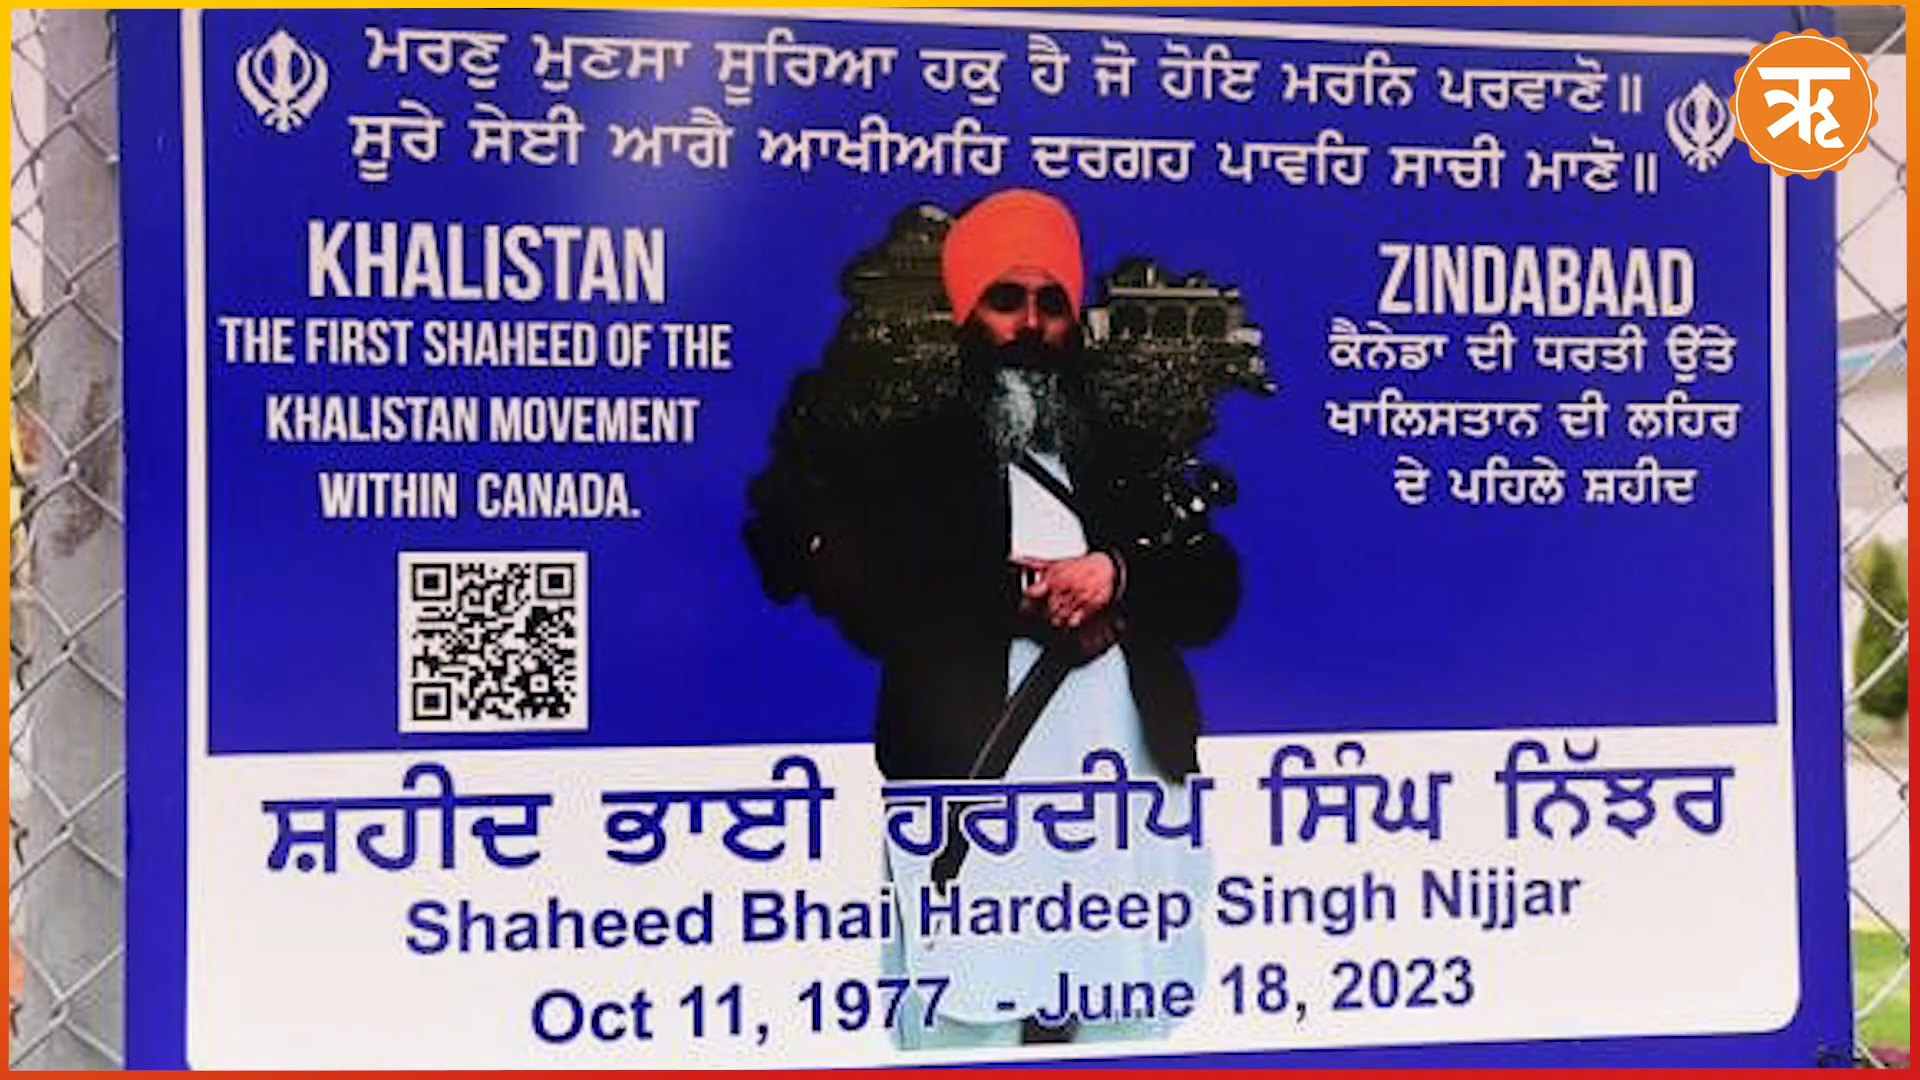 ਮਰਣੁ ਮੁਣਸਾ ਸੂਰਿਆ ਹਕੁ ਹੈ ਜੋ ਹੋਇ ਮਰਨਿ ਪਰਵਾਣੋ॥
ਸੂਰੇ ਸੇਈ ਆਗੈ ਆਖੀਅਹਿ ਦਰਗਹ ਪਾਵਹਿ ਸਾਚੀ ਮਾਣੋ॥
ऋ
KHALISTAN
THE FIRST SHAHEED OF THE
KHALISTAN MOVEMENT
WITHIN CANADA.
ZINDABAAD
ਕੈਨੇਡਾ ਦੀ ਧਰਤੀ ਉਤੇ
ਖਾਲਿਸਤਾਨ ਦੀ ਲਹਿਰ
ਦੇ ਪਹਿਲੇ ਸ਼ਹੀਦ
ਸ਼ਹੀਦ ਭਾਈ ਹਰਦੀਪ ਸਿੰਘ ਨਿੱਝਰ
Shaheed Bhai Hardeep Singh Nijjar
Oct 11, 1977 - June 18, 2023